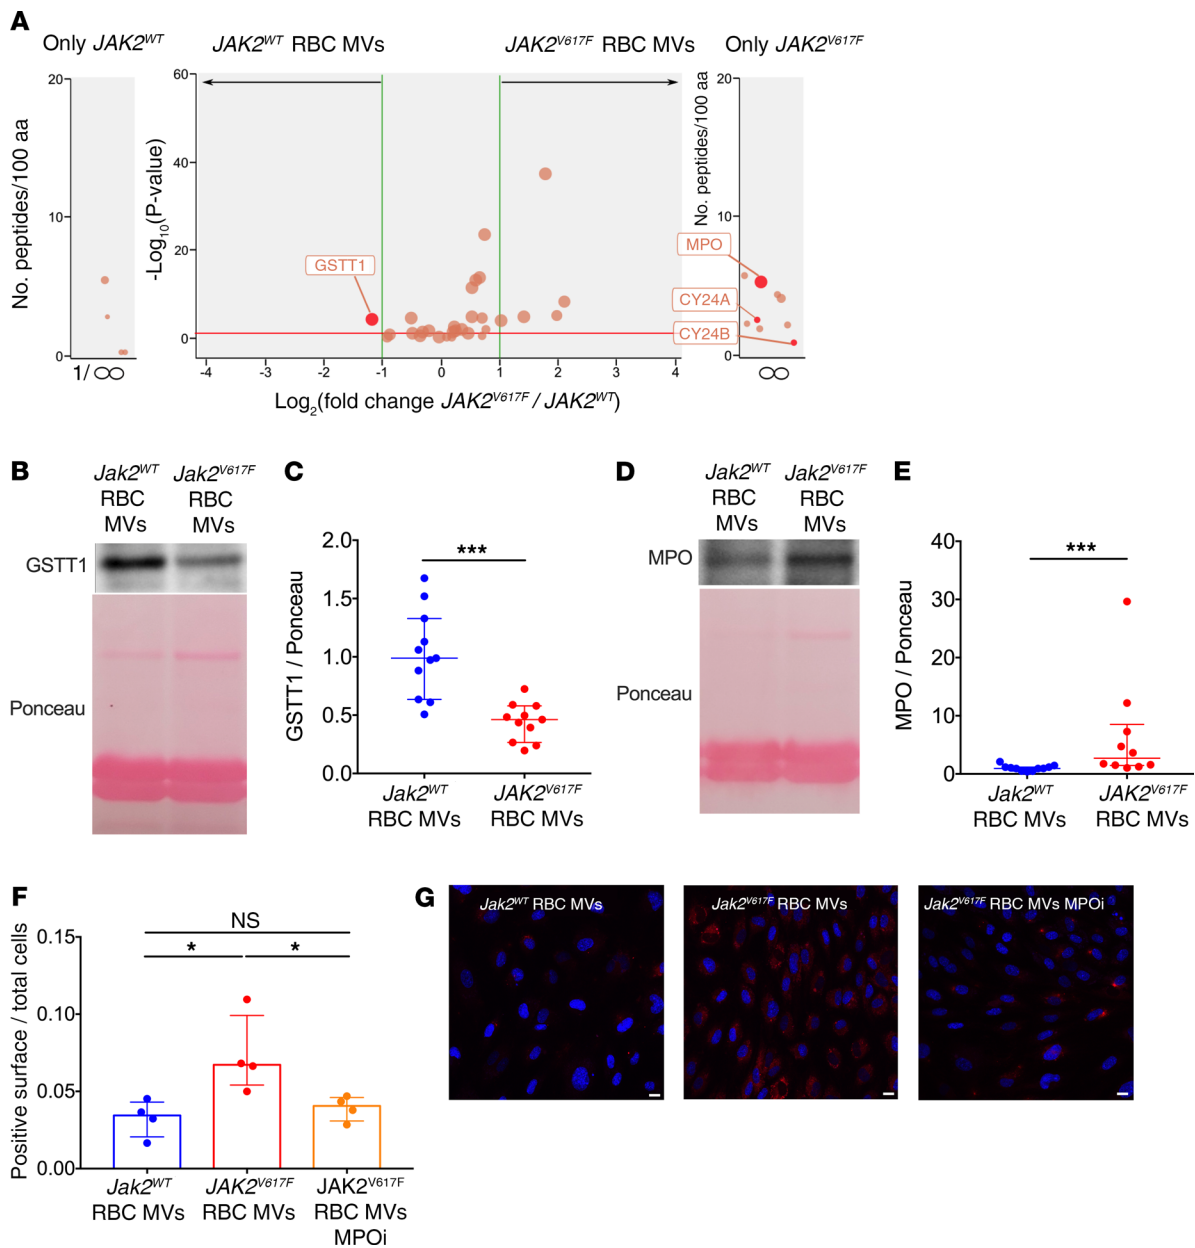 A
Only JAK2WT
JAK2WT RBC MVs
JAK2V617F RBC MVs
Only JAK2V617F
No. peptides/100 aa
20
10
0
1/∞
-Log10(P-value)
60
40
20
0
GSTT1
-4 -3 -2 -1 0 1 2 3 4
Log2(fold change JAK2V617F / JAK2WT)
No. peptides/100 aa
20
10
0
MPO
CY24A
CY24B
∞
B
Jak2WT RBC MVs
Jak2V617F RBC MVs
GSTT1
Ponceau
C
GSTT1 / Ponceau
2.0
1.5
1.0
0.5
0.0
***
Jak2WT RBC MVs
JAK2V617F RBC MVs
D
Jak2WT RBC MVs
Jak2V617F RBC MVs
MPO
Ponceau
E
MPO / Ponceau
40
30
20
10
0
***
Jak2WT RBC MVs
JAK2V617F RBC MVs
F
Positive surface / total cells
0.15
0.10
0.05
0.00
NS
* *
Jak2WT RBC MVs
JAK2V617F RBC MVs
JAK2V617F RBC MVs MPOi
G
Jak2WT RBC MVs
Jak2V617F RBC MVs
Jak2V617F RBC MVs MPOi